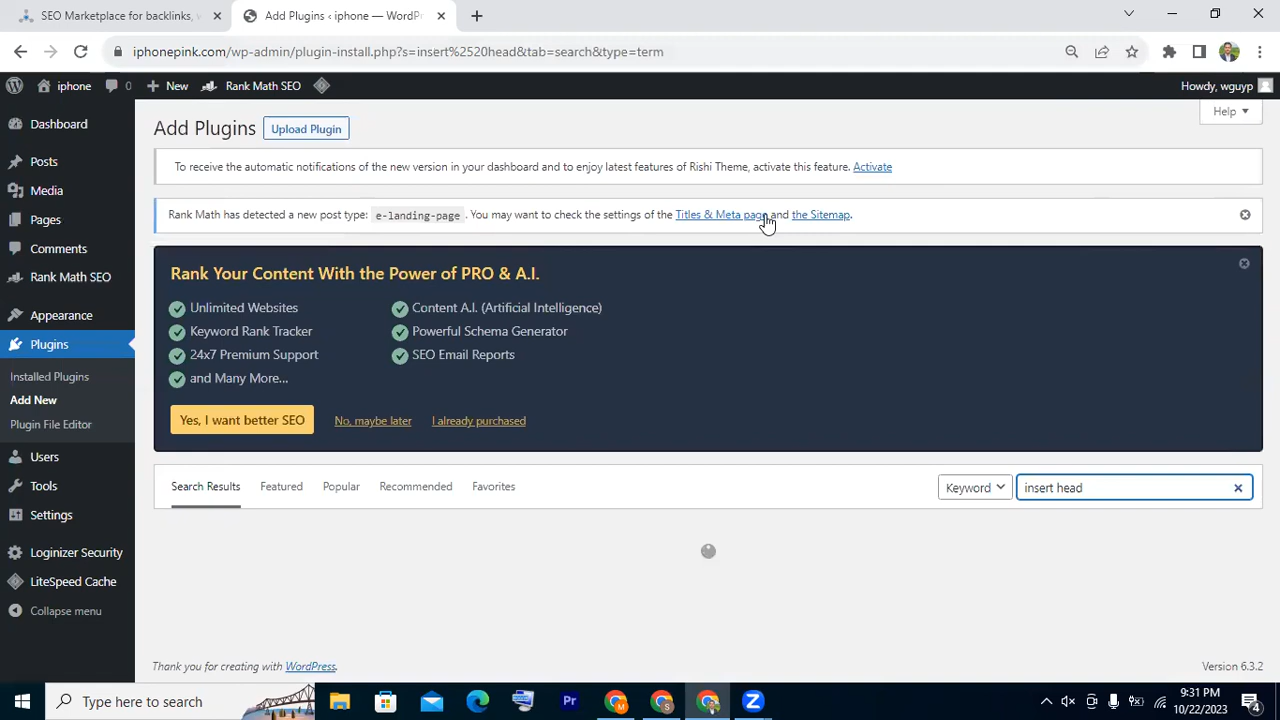 SEO Marketplace for backlinks, v
Add Plugins ‹ iphone — WordPr
iphonepink.com/wp-admin/plugin-install.php?s=insert%2520head&tab=search&type=term
iphone
0
New
Rank Math SEO
Howdy, wguyp
Dashboard
Posts
Media
Pages
Comments
Rank Math SEO
Appearance
Plugins
Installed Plugins
Add New
Plugin File Editor
Users
Tools
Settings
Loginizer Security
LiteSpeed Cache
Collapse menu
Help
Add Plugins
Upload Plugin
To receive the automatic notifications of the new version in your dashboard and to enjoy latest features of Rishi Theme, activate this feature. Activate
Rank Math has detected a new post type: e-landing-page. You may want to check the settings of the Titles & Meta page and the Sitemap.
Rank Your Content With the Power of PRO & A.I.
Unlimited Websites
Content A.I. (Artificial Intelligence)
Keyword Rank Tracker
Powerful Schema Generator
24x7 Premium Support
SEO Email Reports
and Many More...
Yes, I want better SEO
No, maybe later
I already purchased
Search Results
Featured
Popular
Recommended
Favorites
Keyword
insert head
Thank you for creating with WordPress.
Version 6.3.2
Type here to search
Pr
9:31 PM
10/22/2023
4